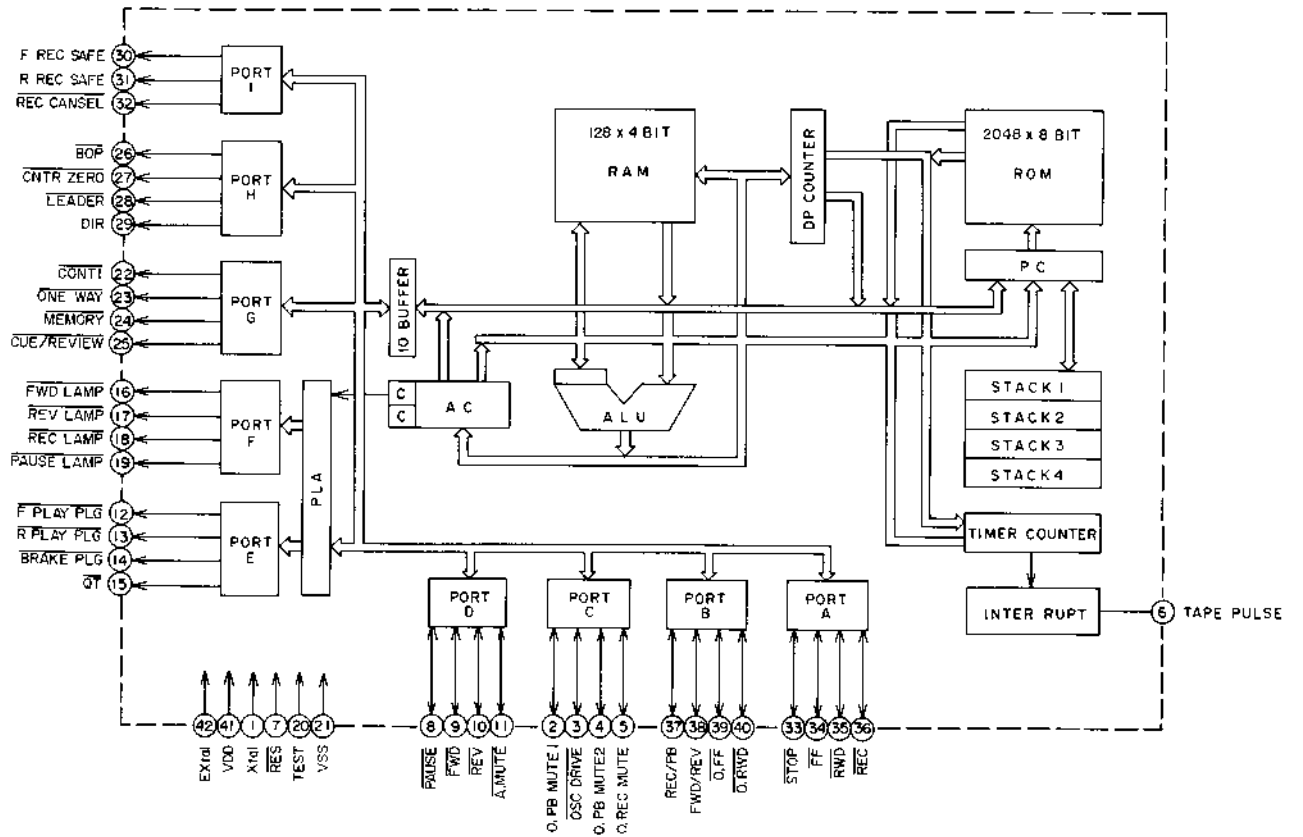 F REC SAFE 30
R REC SAFE 31
REC CANSEL 32
PORT
I
BOP 26
CNTR ZERO 27
LEADER 28
DIR 29
PORT
H
CONTI 22
ONE WAY 23
MEMORY 24
CUE/REVIEW 25
PORT
G
FWD LAMP 16
REV LAMP 17
REC LAMP 18
PAUSE LAMP 19
PORT
F
F PLAY PLG 12
R PLAY PLG 13
BRAKE PLG 14
QT 15
PORT
E
PLA
IO BUFFER
C
C
AC
128 x 4 BIT
RAM
ALU
DP COUNTER
2048 x 8 BIT
ROM
PC
STACK 1
STACK 2
STACK 3
STACK 4
TIMER COUNTER
INTER RUPT
6 TAPE PULSE
PORT
D
PORT
C
PORT
B
PORT
A
42 EXtal
41 VDD
1 Xtal
7 RES
20 TEST
21 VSS
8 PAUSE
9 FWD
10 REV
11 A.MUTE
2 O.PB MUTE1
3 OSC DRIVE
4 O.PB MUTE2
5 O.REC MUTE
37 REC/PB
38 FWD/REV
39 O.FF
40 O.RWD
33 STOP
34 FF
35 RWD
36 REC